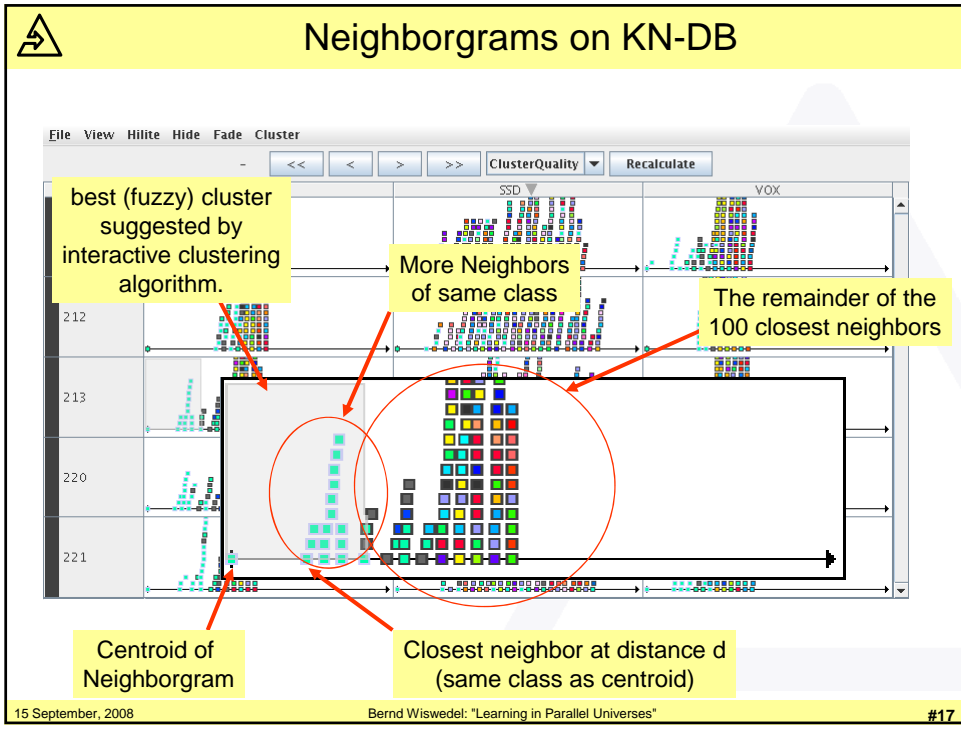 Neighborgrams on KN-DB
File View Hilite Hide Fade Cluster
- << < > >> ClusterQuality Recalculate
SSD VOX
best (fuzzy) cluster
suggested by
interactive clustering
algorithm.
More Neighbors
of same class
The remainder of the
100 closest neighbors
212
213
220
221
Centroid of
Neighborgram
Closest neighbor at distance d
(same class as centroid)
15 September, 2008 Bernd Wiswedel: "Learning in Parallel Universes" #17